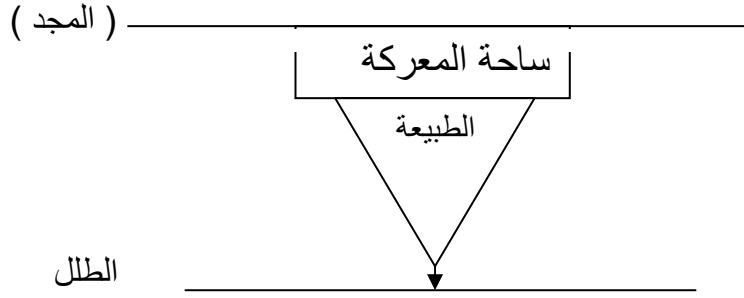 ( المجد )
ساحة المعركة
الطبيعة
الطلل